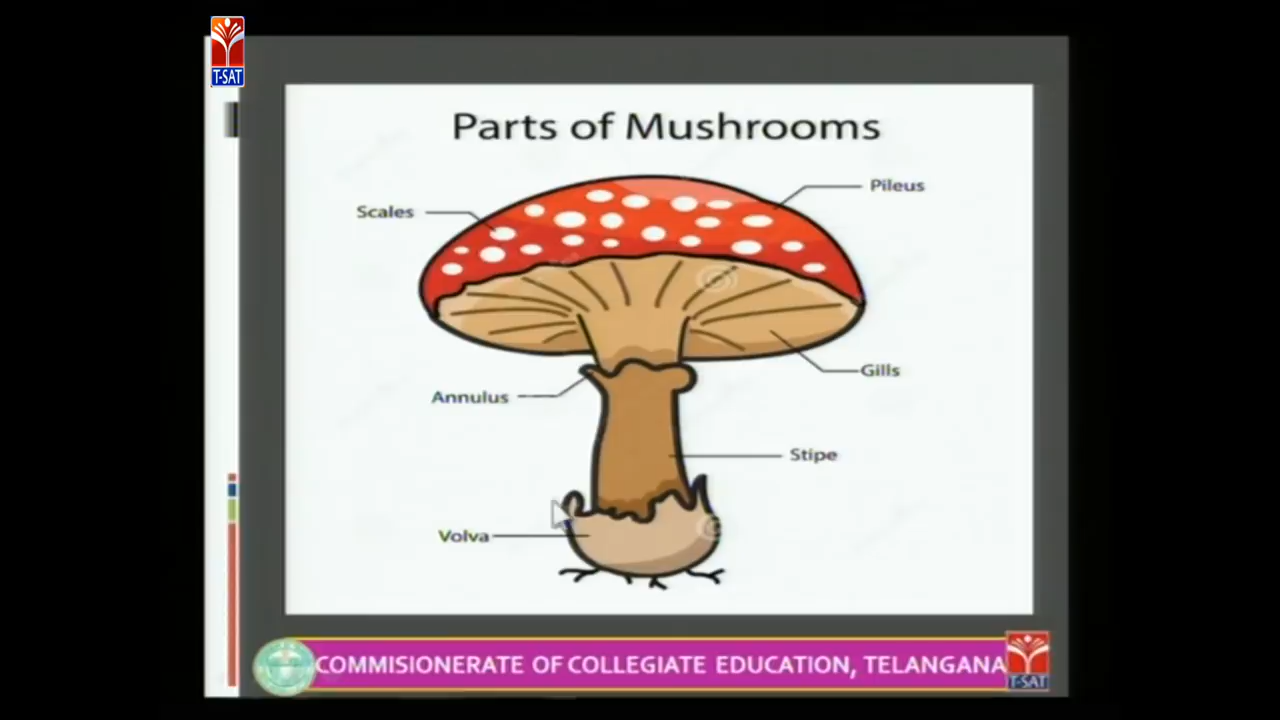 T-SAT
Parts of Mushrooms
Pileus
Scales
Gills
Annulus
Stipe
Volva
COMMISIONERATE OF COLLEGIATE EDUCATION, TELANGANA
T-SAT